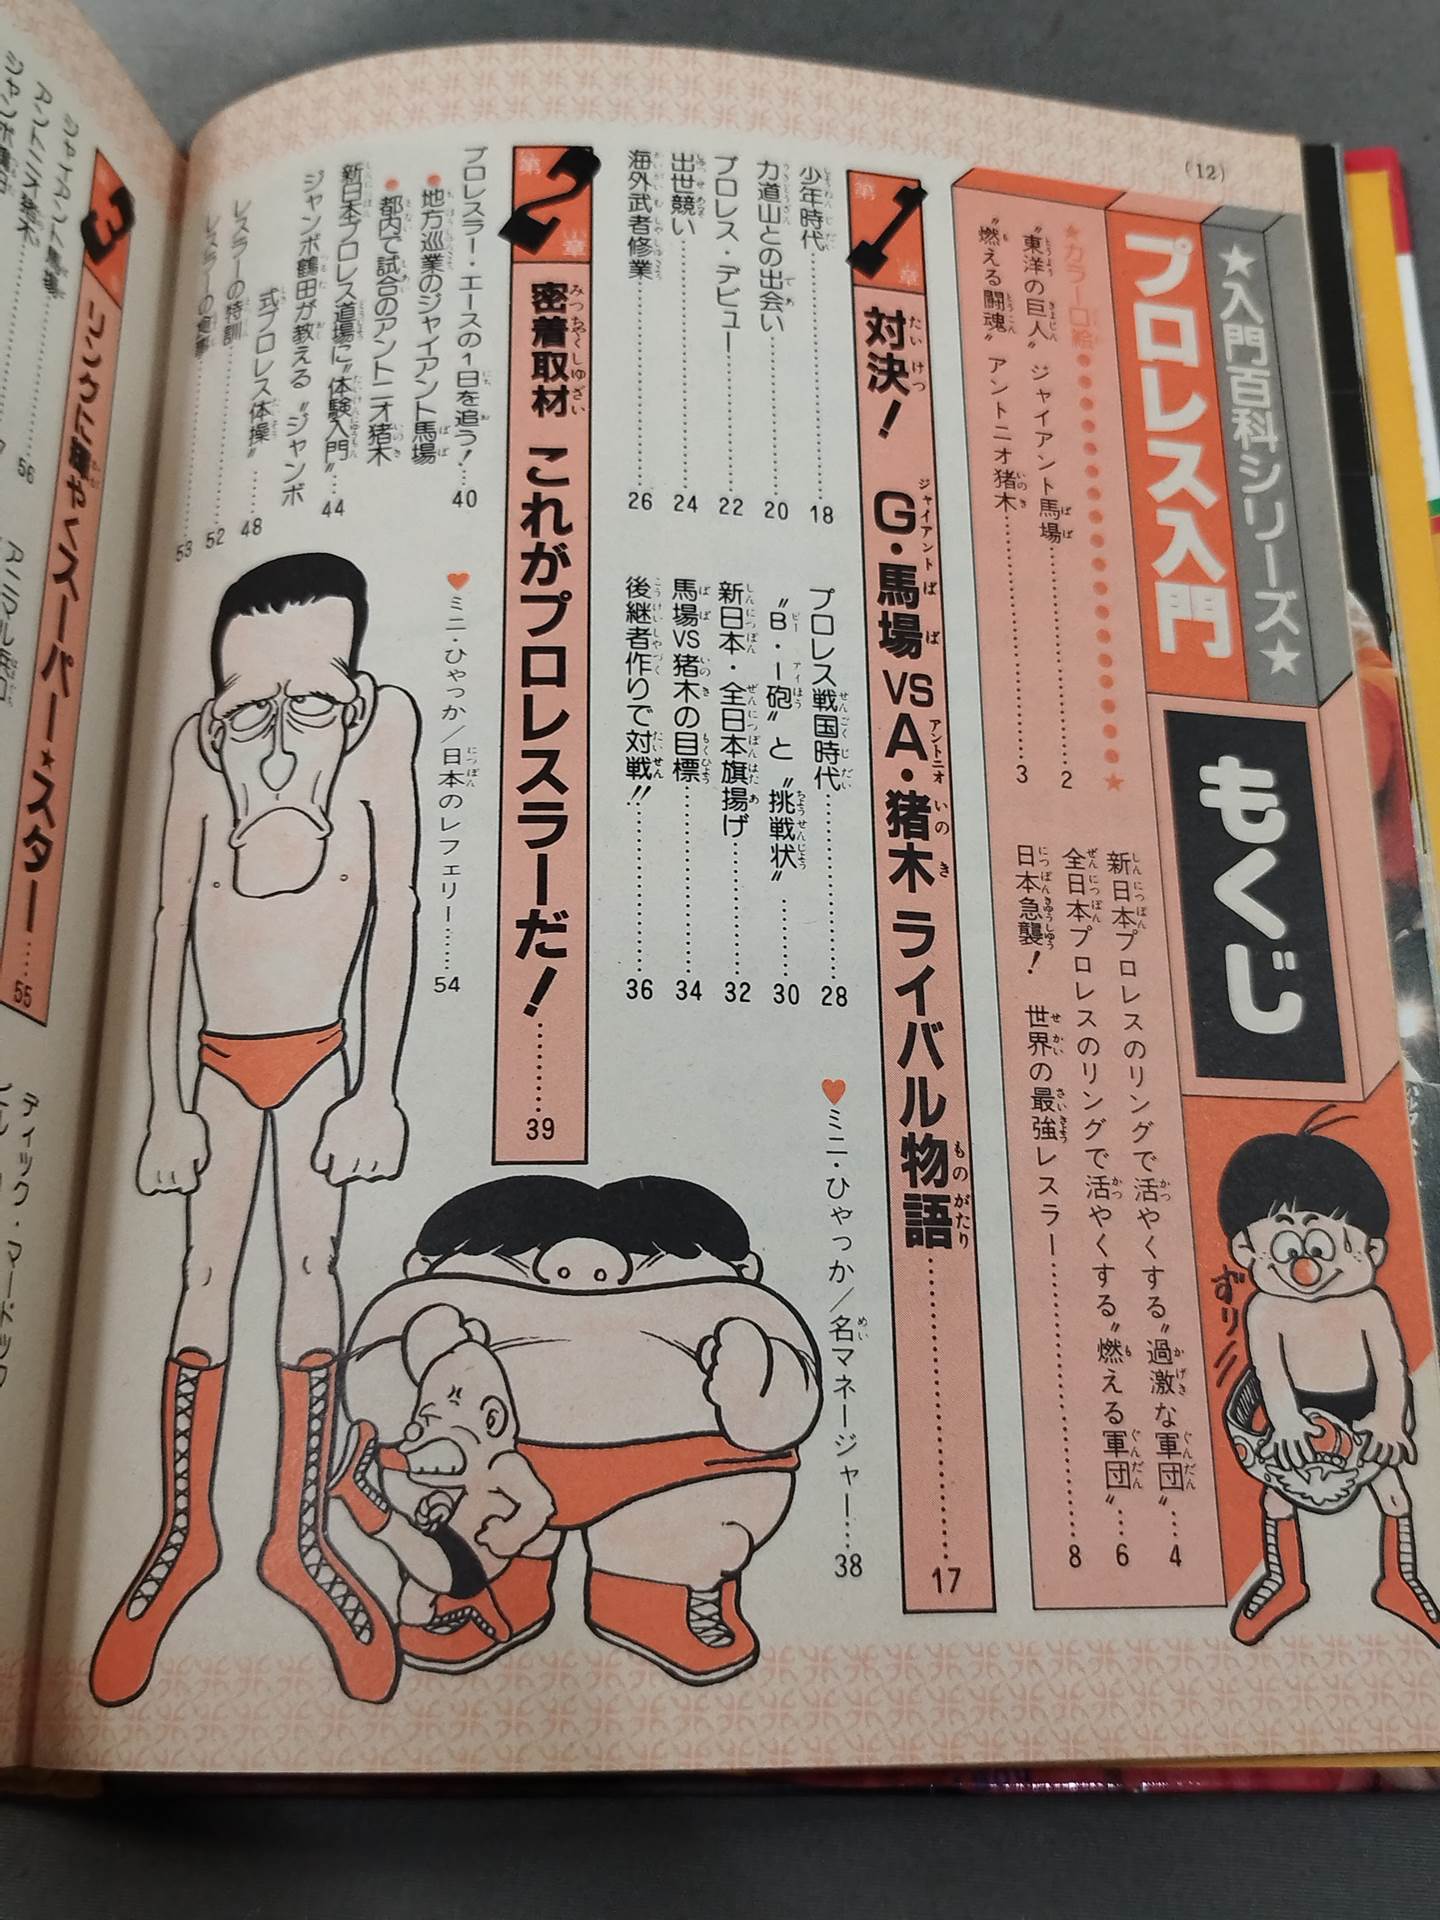 (12)
★入門百科シリーズ★
プロレス入門
もくじ
★カラー口絵●●●●●●●●●●●●★
〝東洋の巨人〟ジャイアント馬場……………2
〝燃える闘魂〟アントニオ猪木……………3
新日本プロレスのリングで活やくする〝過激な軍団〟…4
全日本プロレスのリングで活やくする〝燃える軍団〟…6
日本急襲! 世界の最強レスラー……………8
第1章 対決! G・馬場VS A・猪木 ライバル物語……………17
少年時代……………18
力道山との出会い……………20
プロレス・デビュー……………22
出世競い……………24
海外武者修業……………26
プロレス戦国時代……………28
〝B・I砲〟と〝挑戦状〟……30
新日本・全日本旗揚げ……………32
馬場VS猪木の目標……………34
後継者作りで対戦!!……………36
♥ミニ・ひゃっか/名マネージャー…38
第2章 密着取材 これがプロレスラーだ!………39
プロレスラー・エースの1日を追う!…40
●地方巡業のジャイアント馬場
●都内で試合のアントニオ猪木
新日本プロレス道場に〝体験入門〟……44
ジャンボ鶴田が教える〝ジャンボ
式プロレス体操〟……48
レスラーの特訓……………52
レスラーの
53
♥ミニ・ひゃっか/日本のレフェリー……54
ずリ!!
3
リングに輝やくスーパー★スター……55
ジャイアント馬場
アントニオ猪木
ジャンボ鶴田
56
ディック・マードック